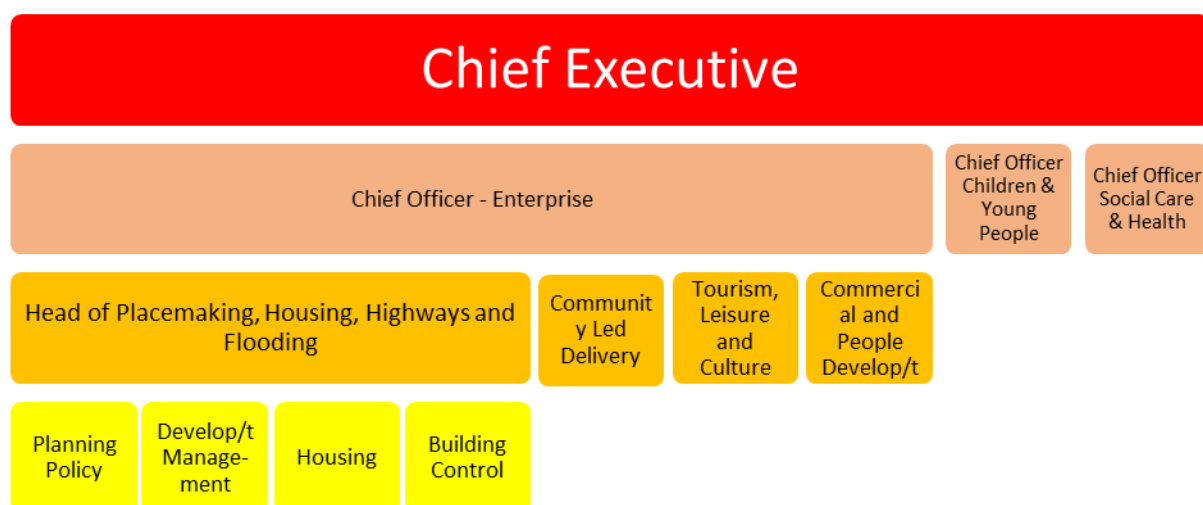 Chief Executive
Chief Officer - Enterprise
Chief Officer
Children &
Young
People
Chief Officer
Social Care
& Health
Head of Placemaking, Housing, Highways and
Flooding
Communit
y Led
Delivery
Tourism,
Leisure
and
Culture
Commerci
al and
People
Develop/t
Planning
Policy
Develop/t
Manage-
ment
Housing
Building
Control